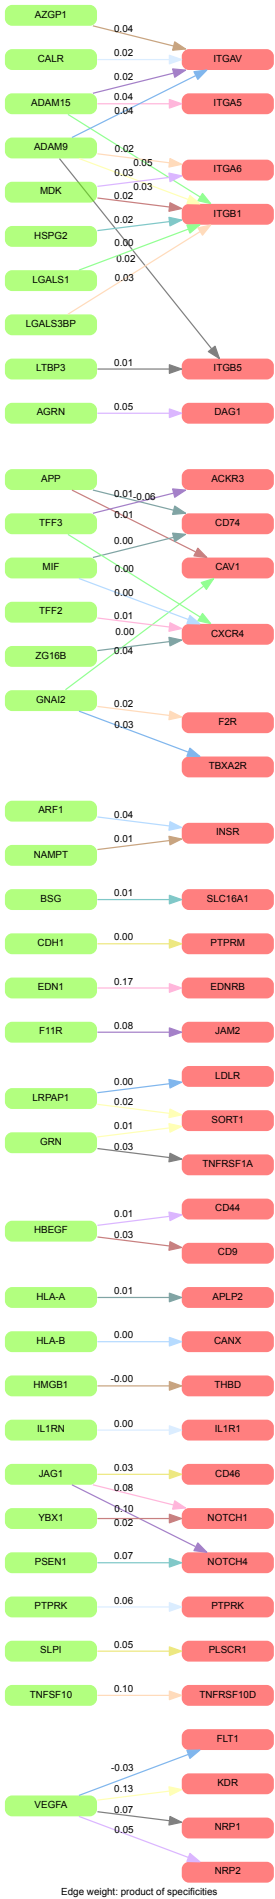 AZGP1
0.04
CALR
0.02
ITGAV
0.02
ADAM15
0.04
ITGA5
0.04
ADAM9
0.02
0.05
ITGA6
0.03
MDK
0.03
0.02
ITGB1
HSPG2
0.02
0.00
LGALS1
0.02
0.03
LGALS3BP
LTBP3
0.01
ITGB5
AGRN
0.05
DAG1
APP
ACKR3
0.01
-0.06
TFF3
0.01
CD74
0.00
MIF
0.00
CAV1
0.00
TFF2
0.01
0.00
CXCR4
ZG16B
0.04
GNAI2
0.02
F2R
0.03
TBXA2R
ARF1
0.04
INSR
NAMPT
0.01
BSG
0.01
SLC16A1
CDH1
0.00
PTPRM
EDN1
0.17
EDNRB
F11R
0.08
JAM2
LRPAP1
0.00
LDLR
0.02
SORT1
GRN
0.01
0.03
TNFRSF1A
HBEGF
0.01
CD44
0.03
CD9
HLA-A
0.01
APLP2
HLA-B
0.00
CANX
HMGB1
-0.00
THBD
IL1RN
0.00
IL1R1
JAG1
0.03
CD46
0.08
YBX1
0.10
NOTCH1
0.02
PSEN1
0.07
NOTCH4
PTPRK
0.06
PTPRK
SLPI
0.05
PLSCR1
TNFSF10
0.10
TNFRSF10D
FLT1
-0.03
VEGFA
0.13
KDR
0.07
NRP1
0.05
NRP2
Edge weight: product of specificities